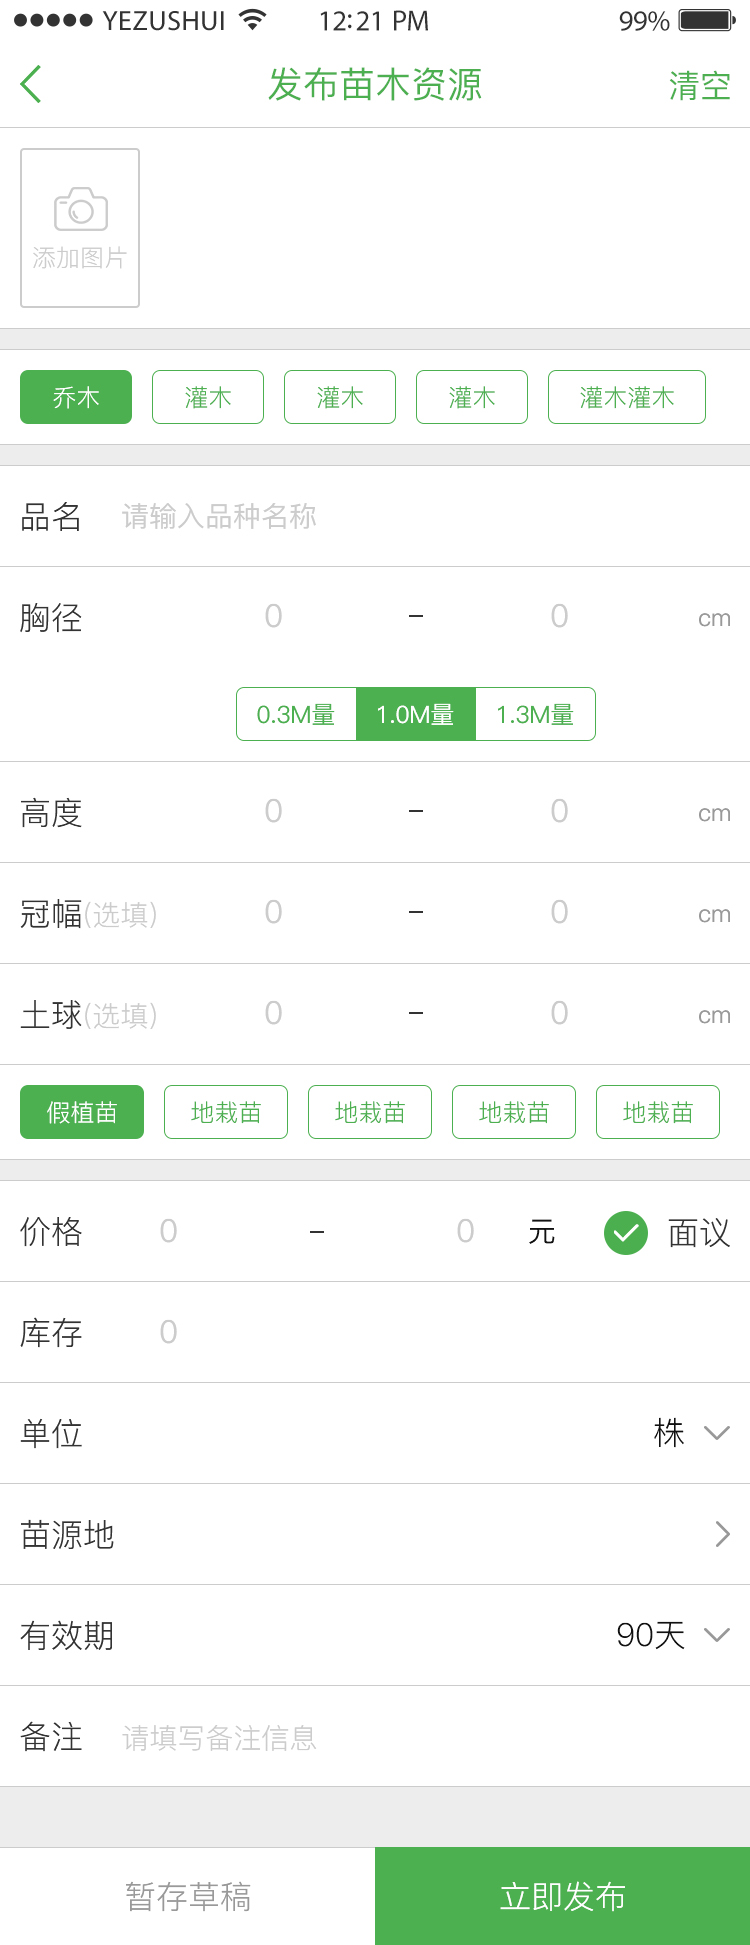 YEZUSHUI 12:21 PM 99%
发布苗木资源 清空
添加图片
乔木 灌木 灌木 灌木 灌木灌木
品名 请输入品种名称
胸径 0 - 0 cm
0.3M量 1.0M量 1.3M量
高度 0 - 0 cm
冠幅(选填) 0 - 0 cm
土球(选填) 0 - 0 cm
假植苗 地栽苗 地栽苗 地栽苗 地栽苗
价格 0 - 0 元 面议
库存 0
单位 株
苗源地
有效期 90天
备注 请填写备注信息
暂存草稿 立即发布